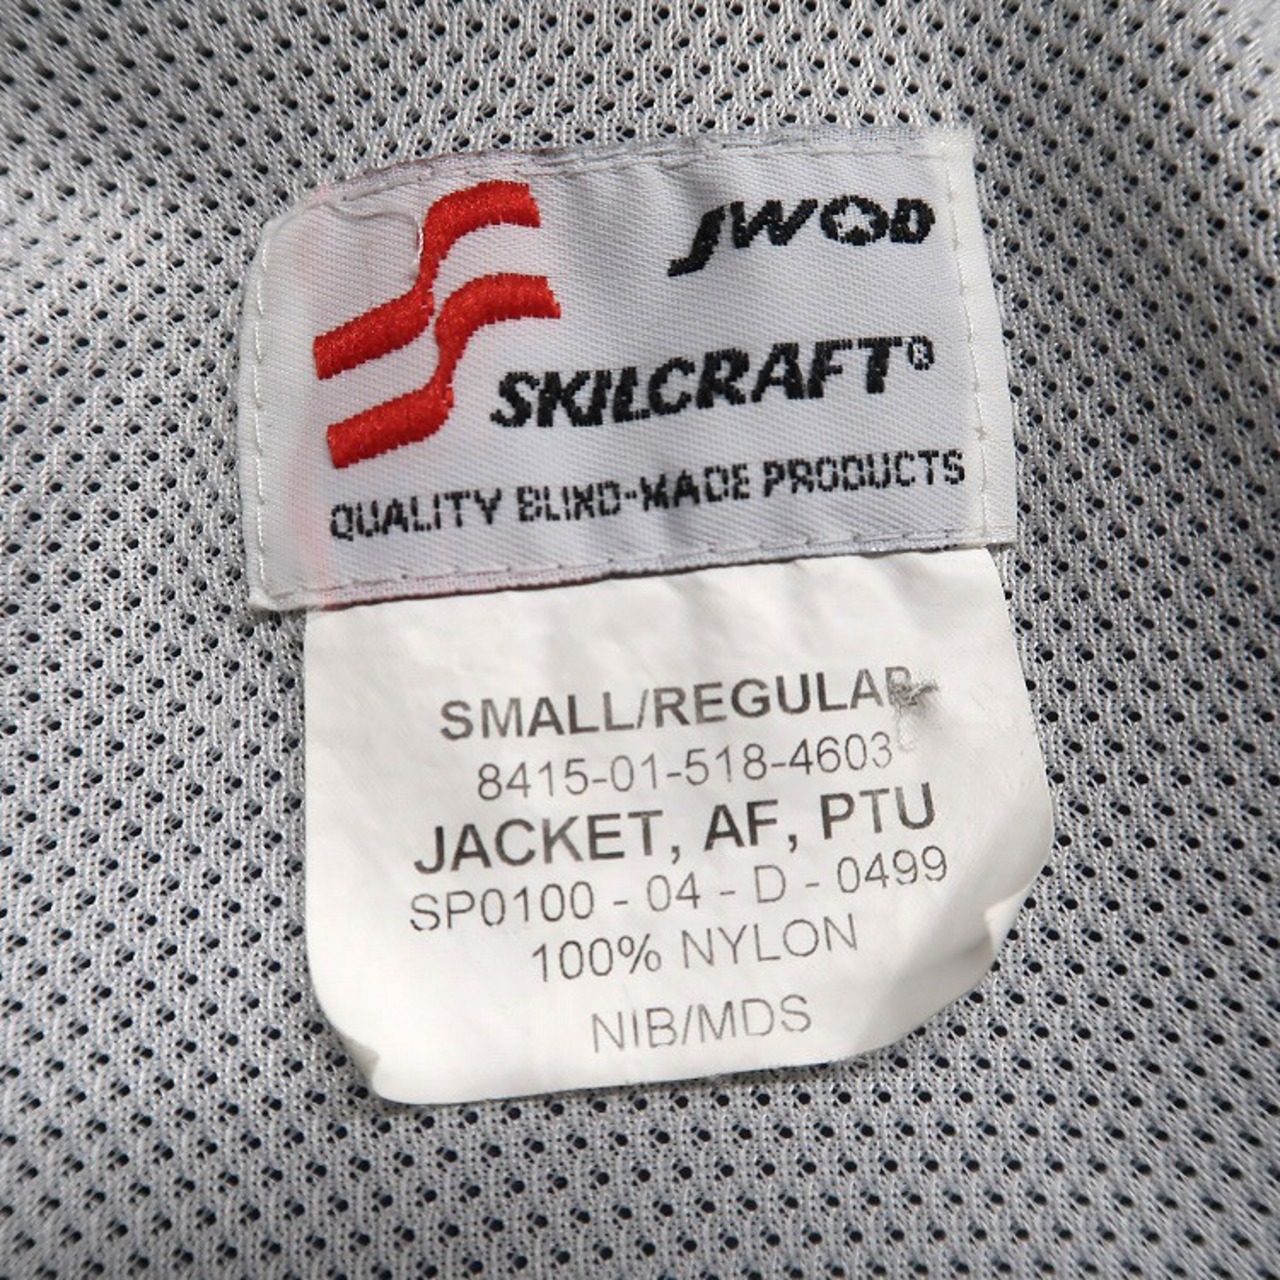 JWOD
SKILCRAFT®
QUALITY BLIND-MADE PRODUCTS
SMALL/REGULAR
8415-01-518-4603
JACKET, AF, PTU
SP0100 - 04 - D - 0499
100% NYLON
NIB/MDS